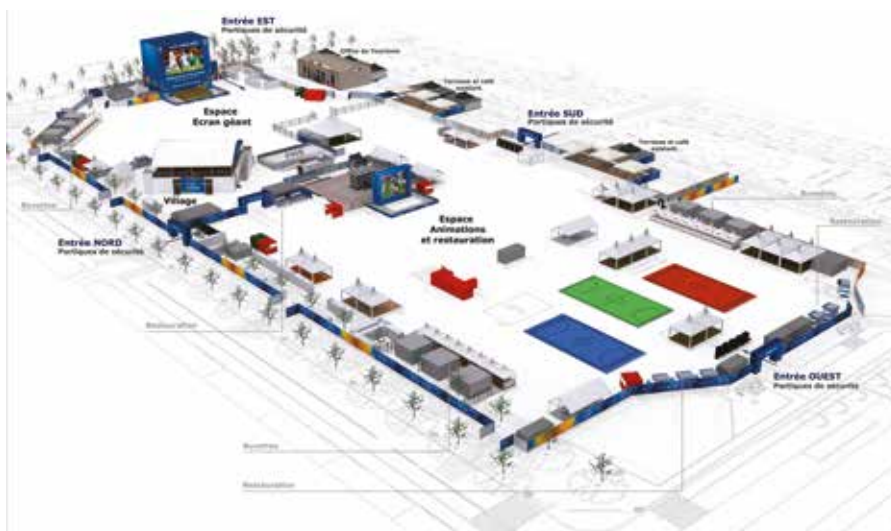 Entrée EST
Portiques de sécurité
Office de Tourisme
Terrasse et café
existant
Espace
Ecran géant
Entrée SUD
Portiques de sécurité
Terrasse et café
existant
Village
Buvettes
Restauration
Espace
Animations
et restauration
Entrée NORD
Portiques de sécurité
Restauration
Entrée OUEST
Portiques de sécurité
Buvettes
Restauration